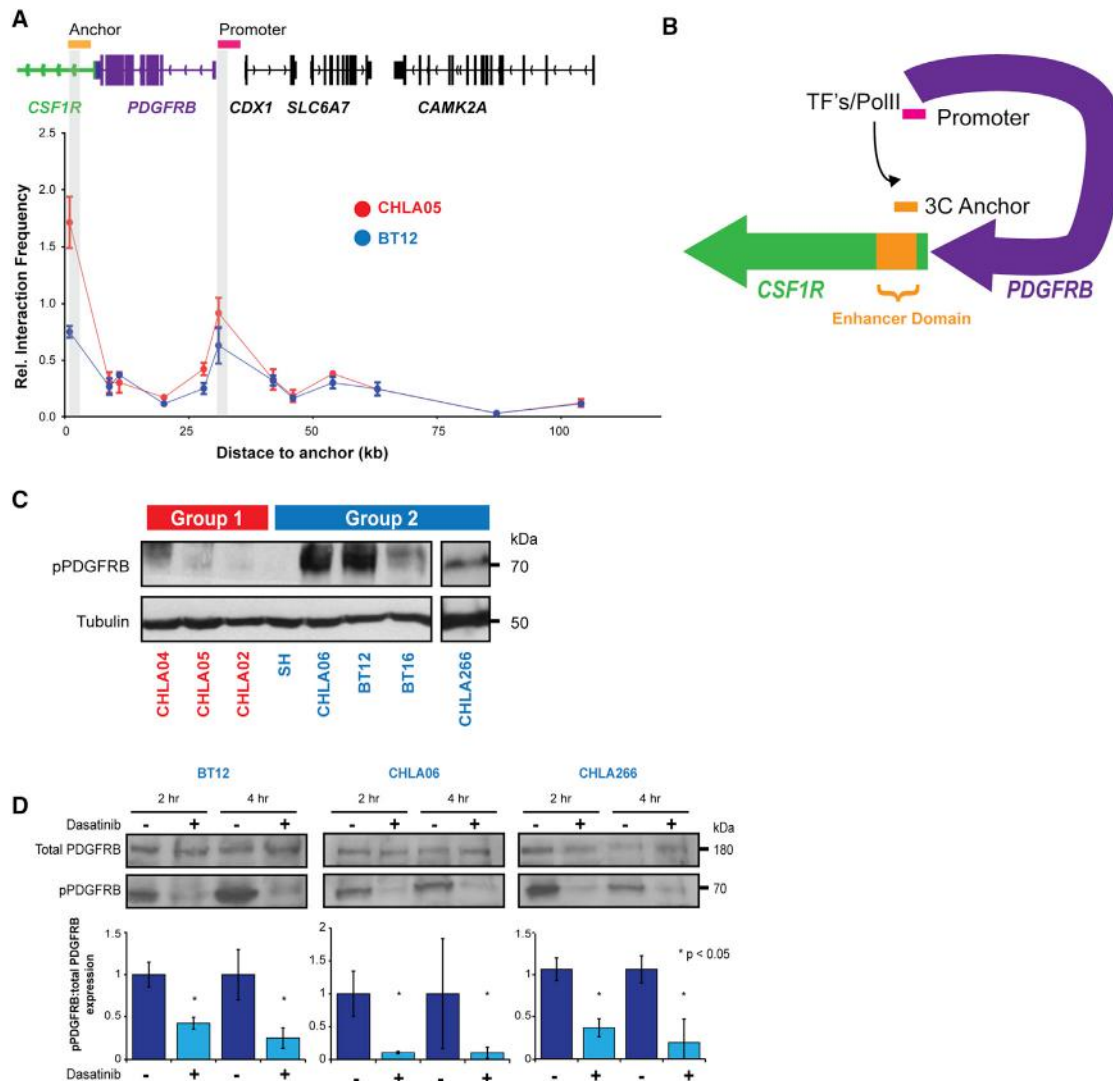 A
Anchor
Promoter
CSF1R
PDGFRB
CDX1
SLC6A7
CAMK2A
Rel. Interaction Frequency
2.5
2.0
1.5
1.0
0.5
0.0
CHLA05
BT12
0 25 50 75 100
Distace to anchor (kb)
B
TF's/PolII
Promoter
3C Anchor
CSF1R
PDGFRB
Enhancer Domain
C
Group 1 Group 2
kDa
pPDGFRB
70
Tubulin
50
CHLA04
CHLA05
CHLA02
SH
CHLA06
BT12
BT16
CHLA266
D
BT12 CHLA06 CHLA266
2 hr 4 hr 2 hr 4 hr 2 hr 4 hr
Dasatinib - + - + - + - + - + - +
kDa
Total PDGFRB
180
pPDGFRB
70
pPDGFRB:total PDGFRB
expression
1.5
1
0.5
0
* *
2
1.5
1
0.5
0
* *
1.5
1
0.5
0
* *
* p < 0.05
Dasatinib - + - + - + - + - + - +